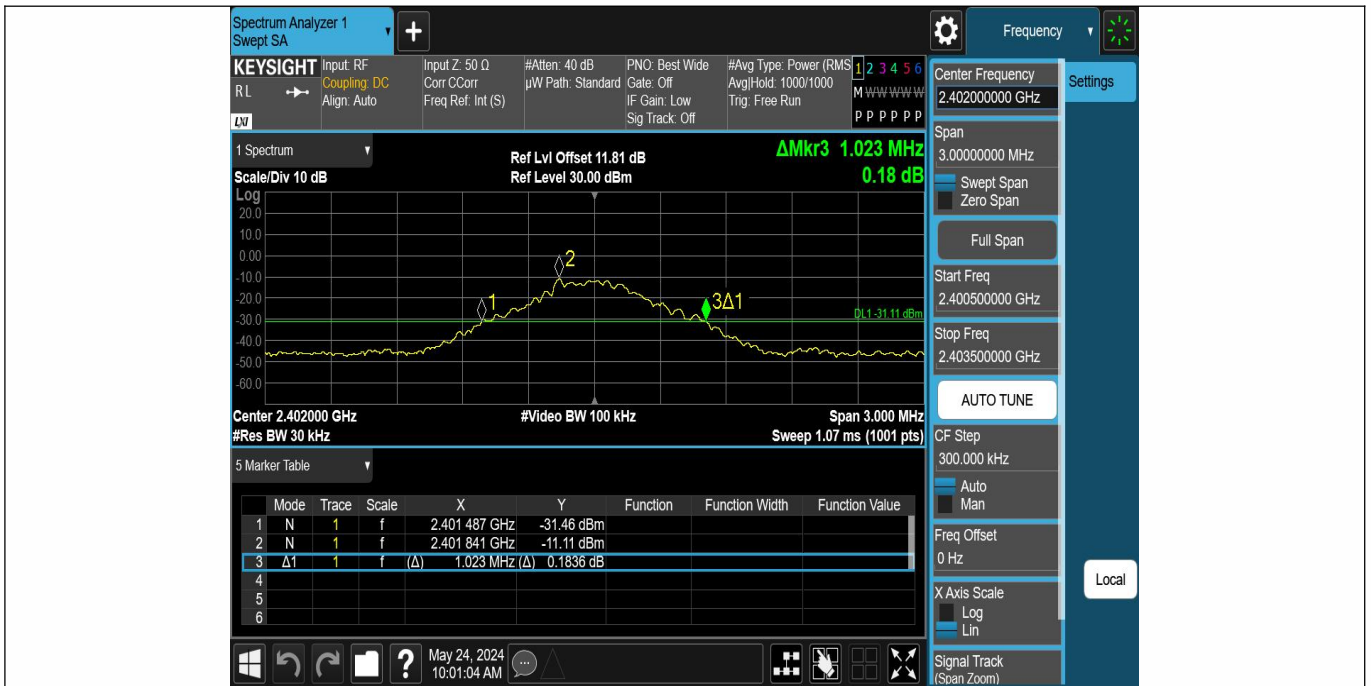 Spectrum Analyzer 1
Swept SA
+
Frequency
KEYSIGHT
RL
LXI
Input: RF
Coupling: DC
Align: Auto
Input Z: 50 Ω
Corr CCorr
Freq Ref: Int (S)
#Atten: 40 dB
µW Path: Standard
PNO: Best Wide
Gate: Off
IF Gain: Low
Sig Track: Off
#Avg Type: Power (RMS
Avg|Hold: 1000/1000
Trig: Free Run
1 2 3 4 5 6
M W W W W W
P P P P P P
1 Spectrum
Scale/Div 10 dB
Ref Lvl Offset 11.81 dB
Ref Level 30.00 dBm
ΔMkr3 1.023 MHz
0.18 dB
Log
20.0
10.0
0.00
-10.0
-20.0
-30.0
-40.0
-50.0
-60.0
2
1
3Δ1
DL1 -31.11 dBm
Center 2.402000 GHz
#Video BW 100 kHz
Span 3.000 MHz
#Res BW 30 kHz
Sweep 1.07 ms (1001 pts)
5 Marker Table
Mode Trace Scale X Y Function Function Width Function Value
1 N 1 f 2.401 487 GHz -31.46 dBm
2 N 1 f 2.401 841 GHz -11.11 dBm
3 Δ1 1 f (Δ) 1.023 MHz (Δ) 0.1836 dB
4
5
6
?
May 24, 2024
10:01:04 AM
Center Frequency
2.402000000 GHz
Span
3.00000000 MHz
Swept Span
Zero Span
Full Span
Start Freq
2.400500000 GHz
Stop Freq
2.403500000 GHz
AUTO TUNE
CF Step
300.000 kHz
Auto
Man
Freq Offset
0 Hz
X Axis Scale
Log
Lin
Signal Track
(Span Zoom)
Settings
Local